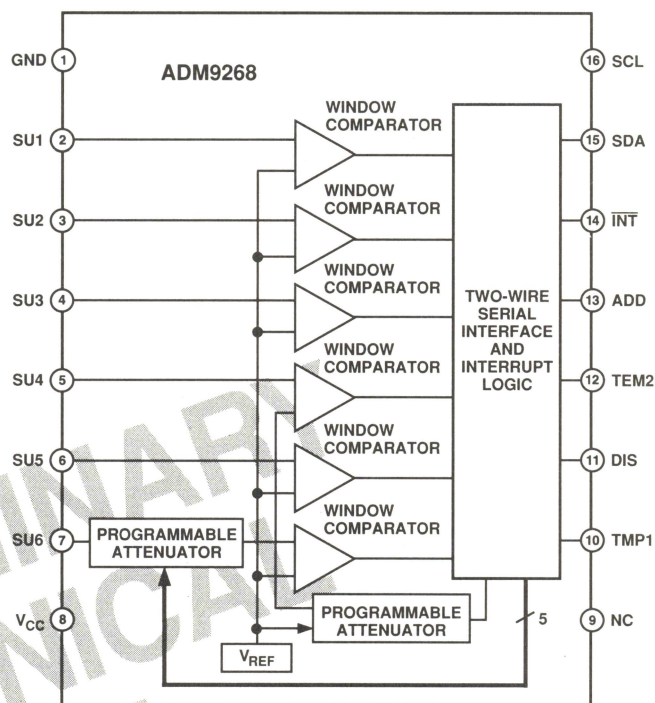 ADM9268
GND 1
SU1 2
SU2 3
SU3 4
SU4 5
SU5 6
SU6 7
VCC 8
16 SCL
15 SDA
14 INT
13 ADD
12 TEM2
11 DIS
10 TMP1
9 NC
WINDOW
COMPARATOR
WINDOW
COMPARATOR
WINDOW
COMPARATOR
WINDOW
COMPARATOR
WINDOW
COMPARATOR
WINDOW
COMPARATOR
TWO-WIRE
SERIAL
INTERFACE
AND
INTERRUPT
LOGIC
PROGRAMMABLE
ATTENUATOR
PROGRAMMABLE
ATTENUATOR
5
VREF
INARY
NICAL